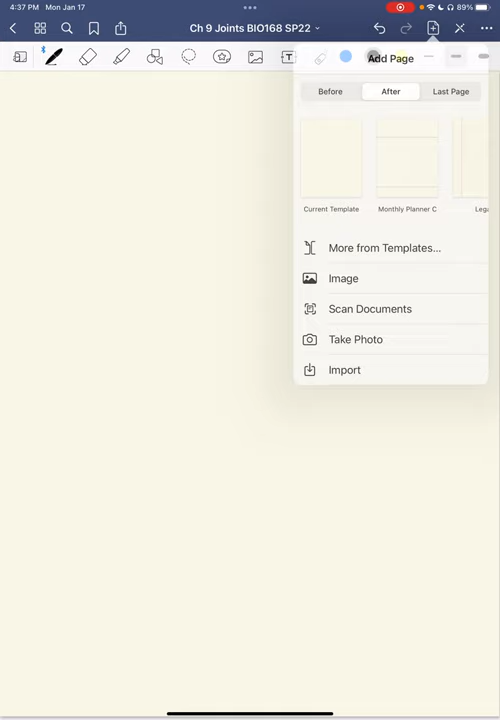 4:37 PM Mon Jan 17
89%
Ch 9 Joints BIO168 SP22
Add Page
Before After Last Page
Current Template Monthly Planner C Lega
More from Templates...
Image
Scan Documents
Take Photo
Import